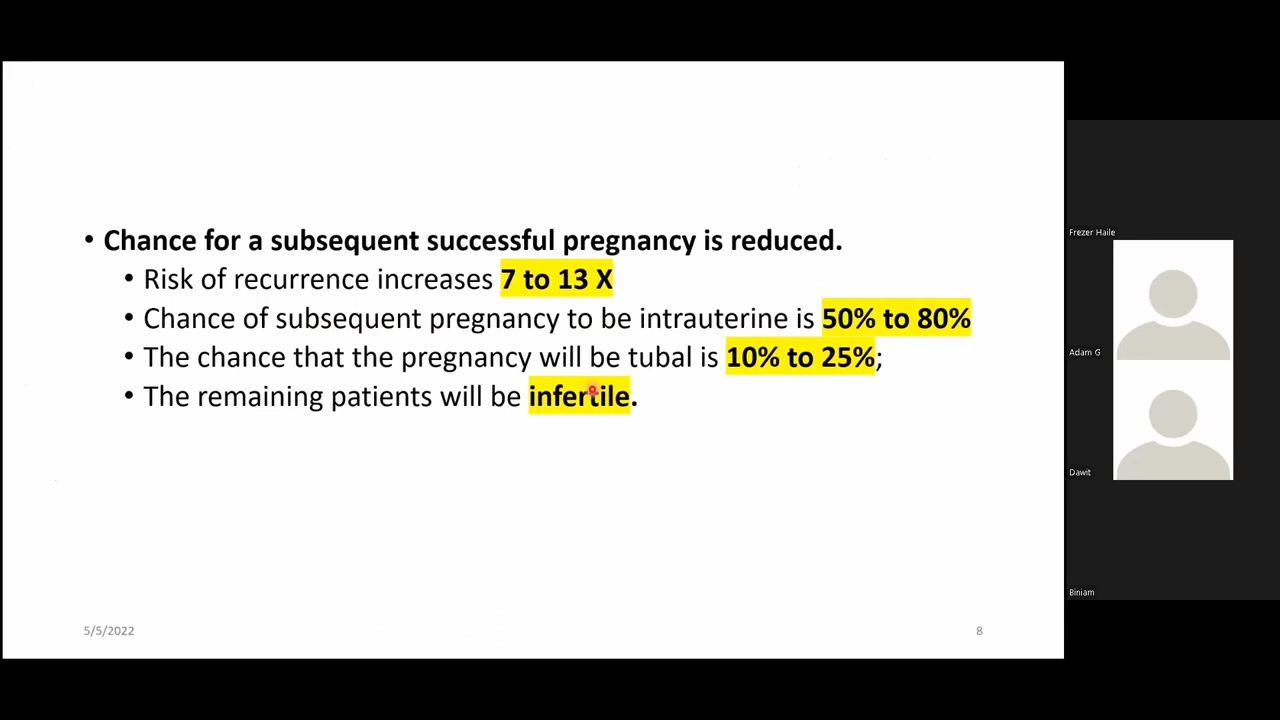 • Chance for a subsequent successful pregnancy is reduced.
• Risk of recurrence increases 7 to 13 X
• Chance of subsequent pregnancy to be intrauterine is 50% to 80%
• The chance that the pregnancy will be tubal is 10% to 25%;
• The remaining patients will be infertile.
5/5/2022
8
Frezer Haile
Adam G
Dawit
Biniam